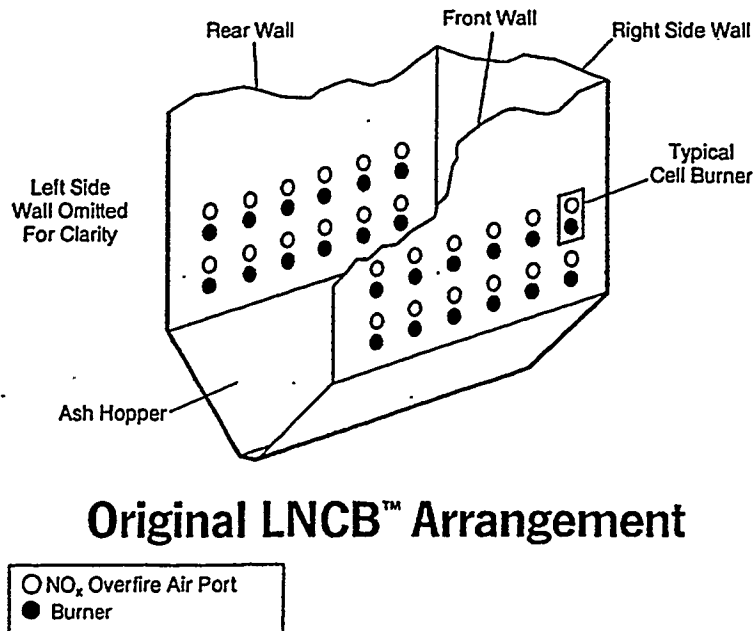 Rear Wall
Front Wall
Right Side Wall
Typical
Cell Burner
Left Side
Wall Omitted
For Clarity
Ash Hopper
Original LNCB™ Arrangement
○ NOₓ Overfire Air Port
● Burner